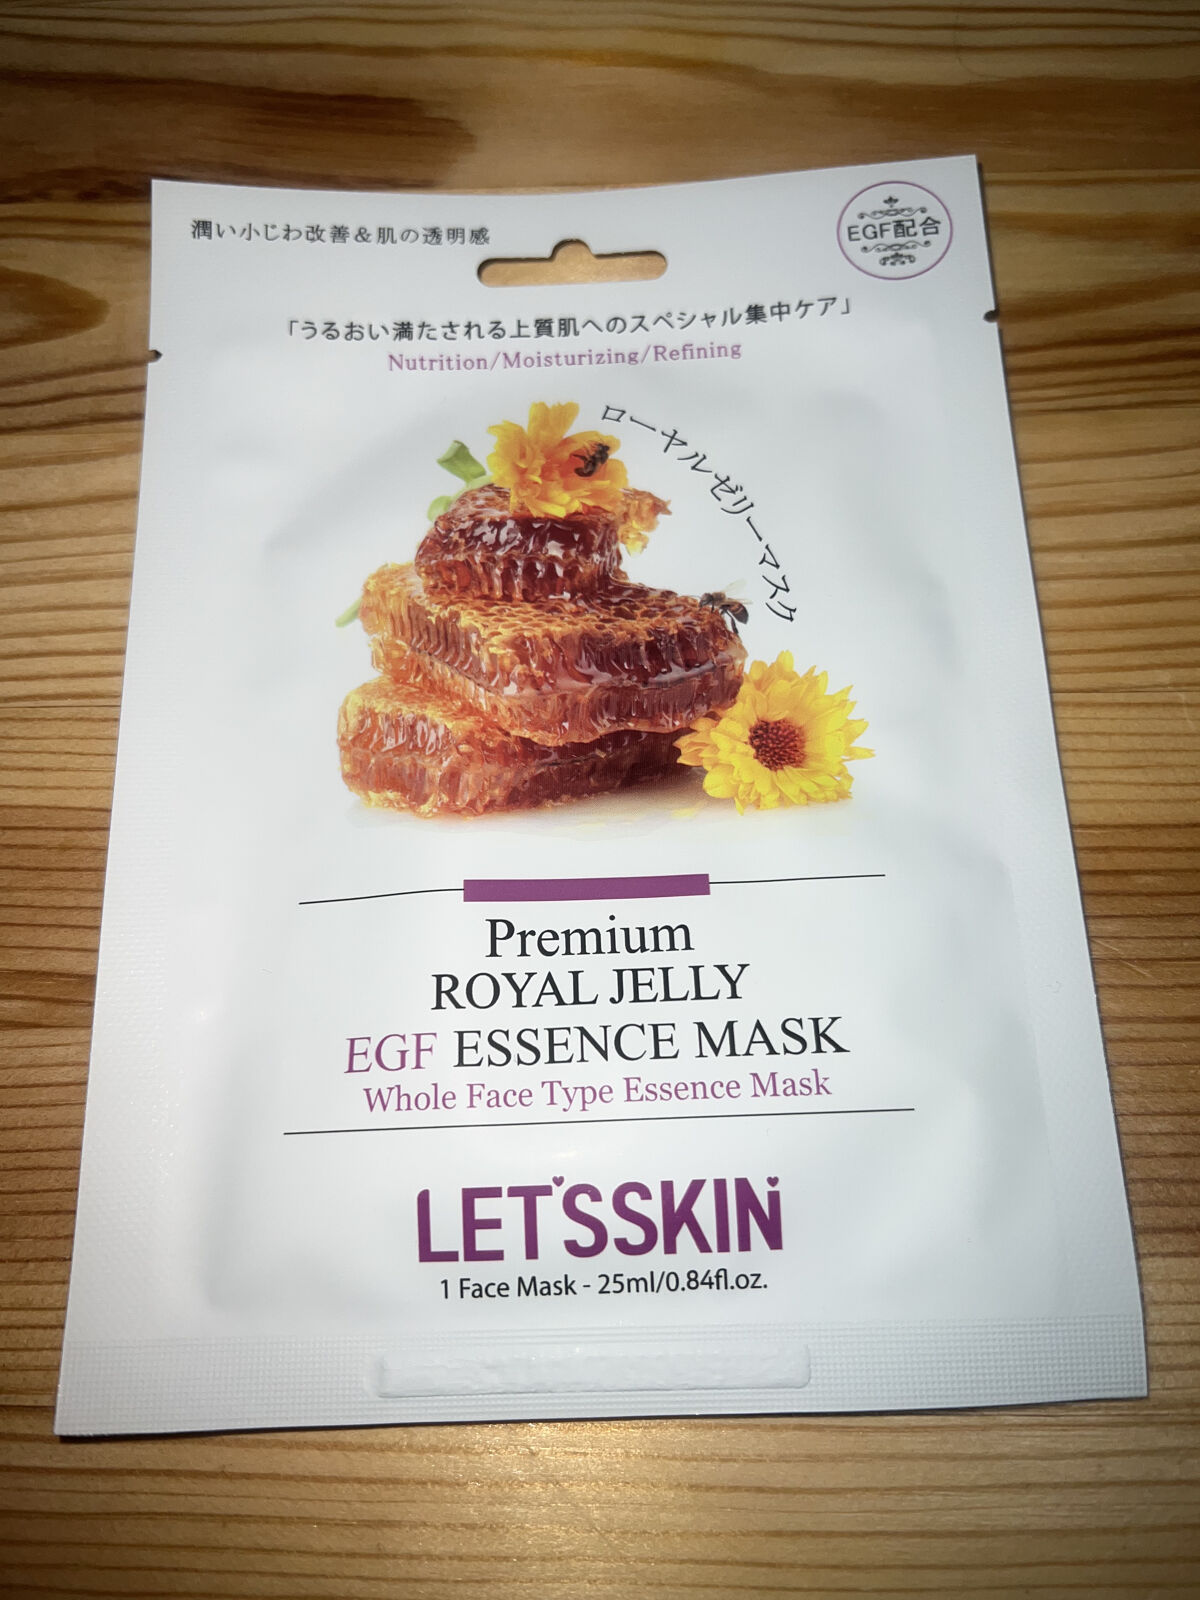 潤い小じわ改善&肌の透明感
EGF配合
「うるおい満たされる上質肌へのスペシャル集中ケア」
Nutrition/Moisturizing/Refining
ローヤルゼリーマスク
Premium
ROYAL JELLY
EGF ESSENCE MASK
Whole Face Type Essence Mask
LET'SSKIN
1 Face Mask - 25ml/0.84fl.oz.